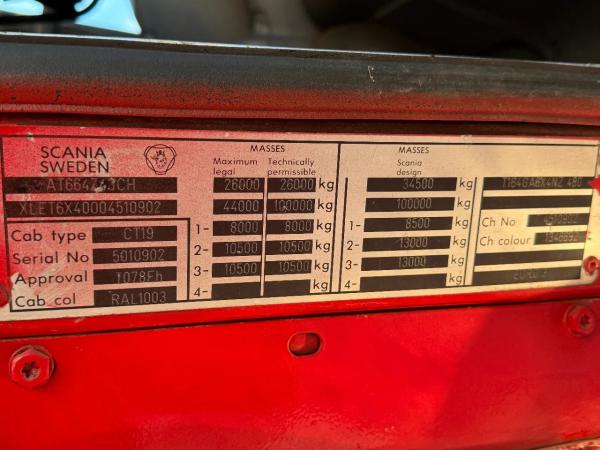 MASSES MASSES
SCANIA Maximum Technically Scania
SWEDEN legal permissible design
26000 26000 kg 34500 kg
XLET6X40004510902 44000 100000 kg 100000
1- 8000 8000 kg 1- 8500 kg Ch No
Cab type CT19 2- 10500 10500 kg 2- 13000 kg Ch colour
Serial No 5010902 3- 10500 10500 kg 3- 13000 kg
Approval 4- kg 4- kg EURO 3
Cab col RAL1003